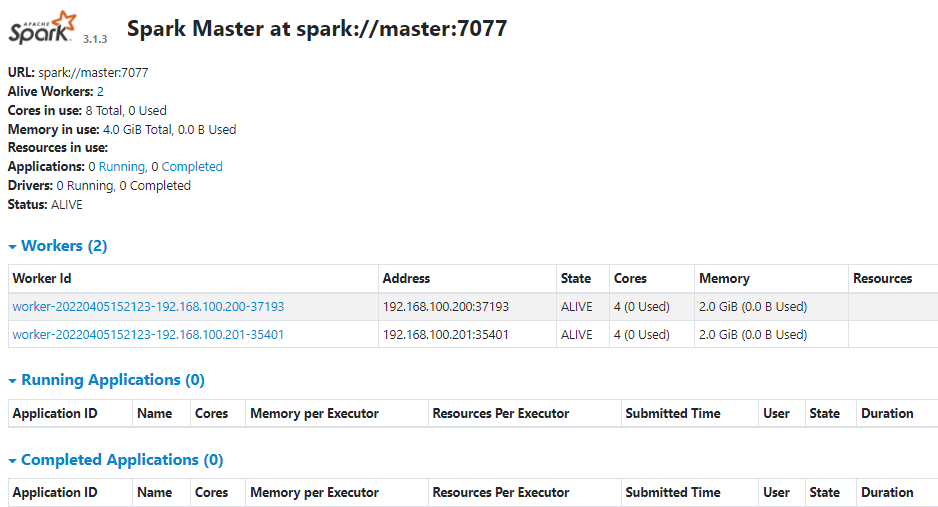 APACHE Spark 3.1.3 Spark Master at spark://master:7077
URL: spark://master:7077
Alive Workers: 2
Cores in use: 8 Total, 0 Used
Memory in use: 4.0 GiB Total, 0.0 B Used
Resources in use:
Applications: 0 Running, 0 Completed
Drivers: 0 Running, 0 Completed
Status: ALIVE
Workers (2)
Worker Id Address State Cores Memory Resources
worker-20220405152123-192.168.100.200-37193 192.168.100.200:37193 ALIVE 4 (0 Used) 2.0 GiB (0.0 B Used)
worker-20220405152123-192.168.100.201-35401 192.168.100.201:35401 ALIVE 4 (0 Used) 2.0 GiB (0.0 B Used)
Running Applications (0)
Application ID Name Cores Memory per Executor Resources Per Executor Submitted Time User State Duration
Completed Applications (0)
Application ID Name Cores Memory per Executor Resources Per Executor Submitted Time User State Duration